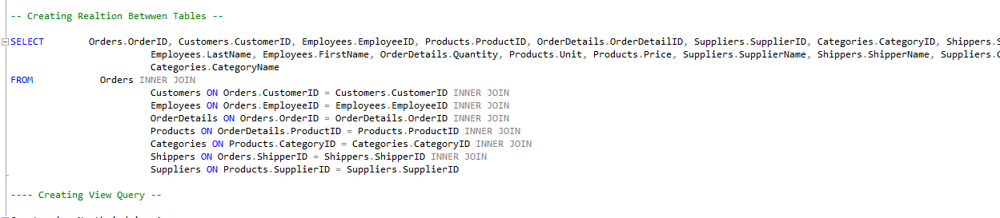 -- Creating Realtion Betwwen Tables --
SELECT Orders.OrderID, Customers.CustomerID, Employees.EmployeeID, Products.ProductID, OrderDetails.OrderDetailID, Suppliers.SupplierID, Categories.CategoryID, Shippers.
Employees.LastName, Employees.FirstName, OrderDetails.Quantity, Products.Unit, Products.Price, Suppliers.SupplierName, Shippers.ShipperName, Suppliers.
Categories.CategoryName
FROM Orders INNER JOIN
Customers ON Orders.CustomerID = Customers.CustomerID INNER JOIN
Employees ON Orders.EmployeeID = Employees.EmployeeID INNER JOIN
OrderDetails ON Orders.OrderID = OrderDetails.OrderID INNER JOIN
Products ON OrderDetails.ProductID = Products.ProductID INNER JOIN
Categories ON Products.CategoryID = Categories.CategoryID INNER JOIN
Shippers ON Orders.ShipperID = Shippers.ShipperID INNER JOIN
Suppliers ON Products.SupplierID = Suppliers.SupplierID
---- Creating View Query --